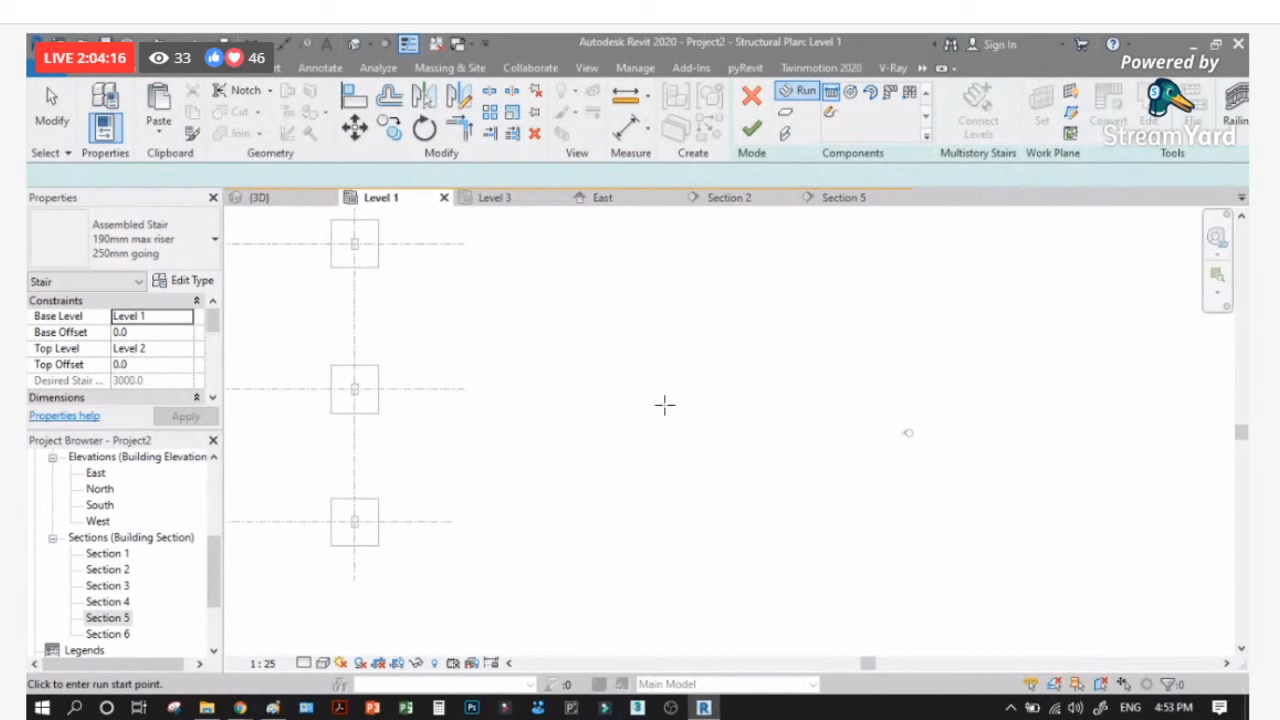 LIVE 2:04:16
33
46
Autodesk Revit 2020 - Project2 - Structural Plan: Level 1
Sign In
Powered by
StreamYard
Annotate
Analyze
Massing & Site
Collaborate
View
Manage
Add-Ins
pyRevit
Twinmotion 2020
V-Ray
Modify
Paste
Notch
Cut
Join
Run
Connect
Levels
Set
Convert
Edit
Flip
Railin
Select
Properties
Clipboard
Geometry
Modify
View
Measure
Create
Mode
Components
Multistory Stairs
Work Plane
Tools
Properties
{3D}
Level 1
Level 3
East
Section 2
Section 5
Assembled Stair
190mm max riser
250mm going
Stair
Edit Type
Constraints
Base Level
Level 1
Base Offset
0.0
Top Level
Level 2
Top Offset
0.0
Desired Stair ...
3000.0
Dimensions
Properties help
Apply
Project Browser - Project2
Elevations (Building Elevation
East
North
South
West
Sections (Building Section)
Section 1
Section 2
Section 3
Section 4
Section 5
Section 6
Legends
1 : 25
Click to enter run start point.
:0
Main Model
:0
ENG
4:53 PM